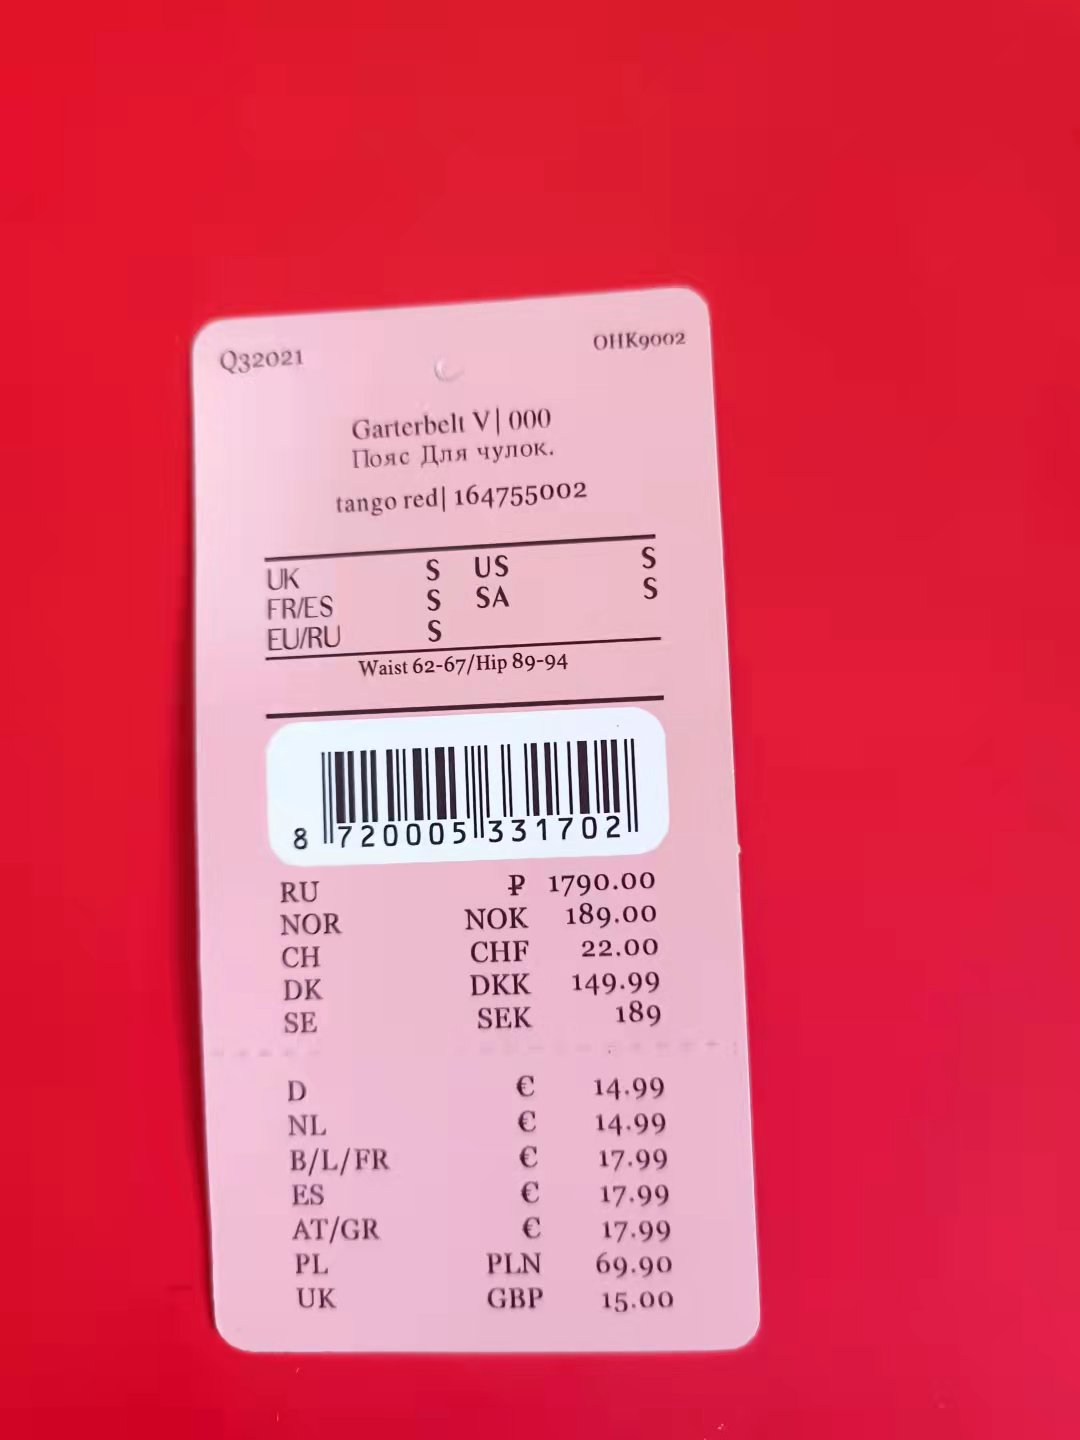 Q32021 OHK9002
Garterbelt V| 000
Пояс Для чулок.
tango red| 164755002
UK S US S
FR/ES S SA S
EU/RU S
Waist 62-67/Hip 89-94
8 720005 331702
RU ₽ 1790.00
NOR NOK 189.00
CH CHF 22.00
DK DKK 149.99
SE SEK 189
D € 14.99
NL € 14.99
B/L/FR € 17.99
ES € 17.99
AT/GR € 17.99
PL PLN 69.90
UK GBP 15.00